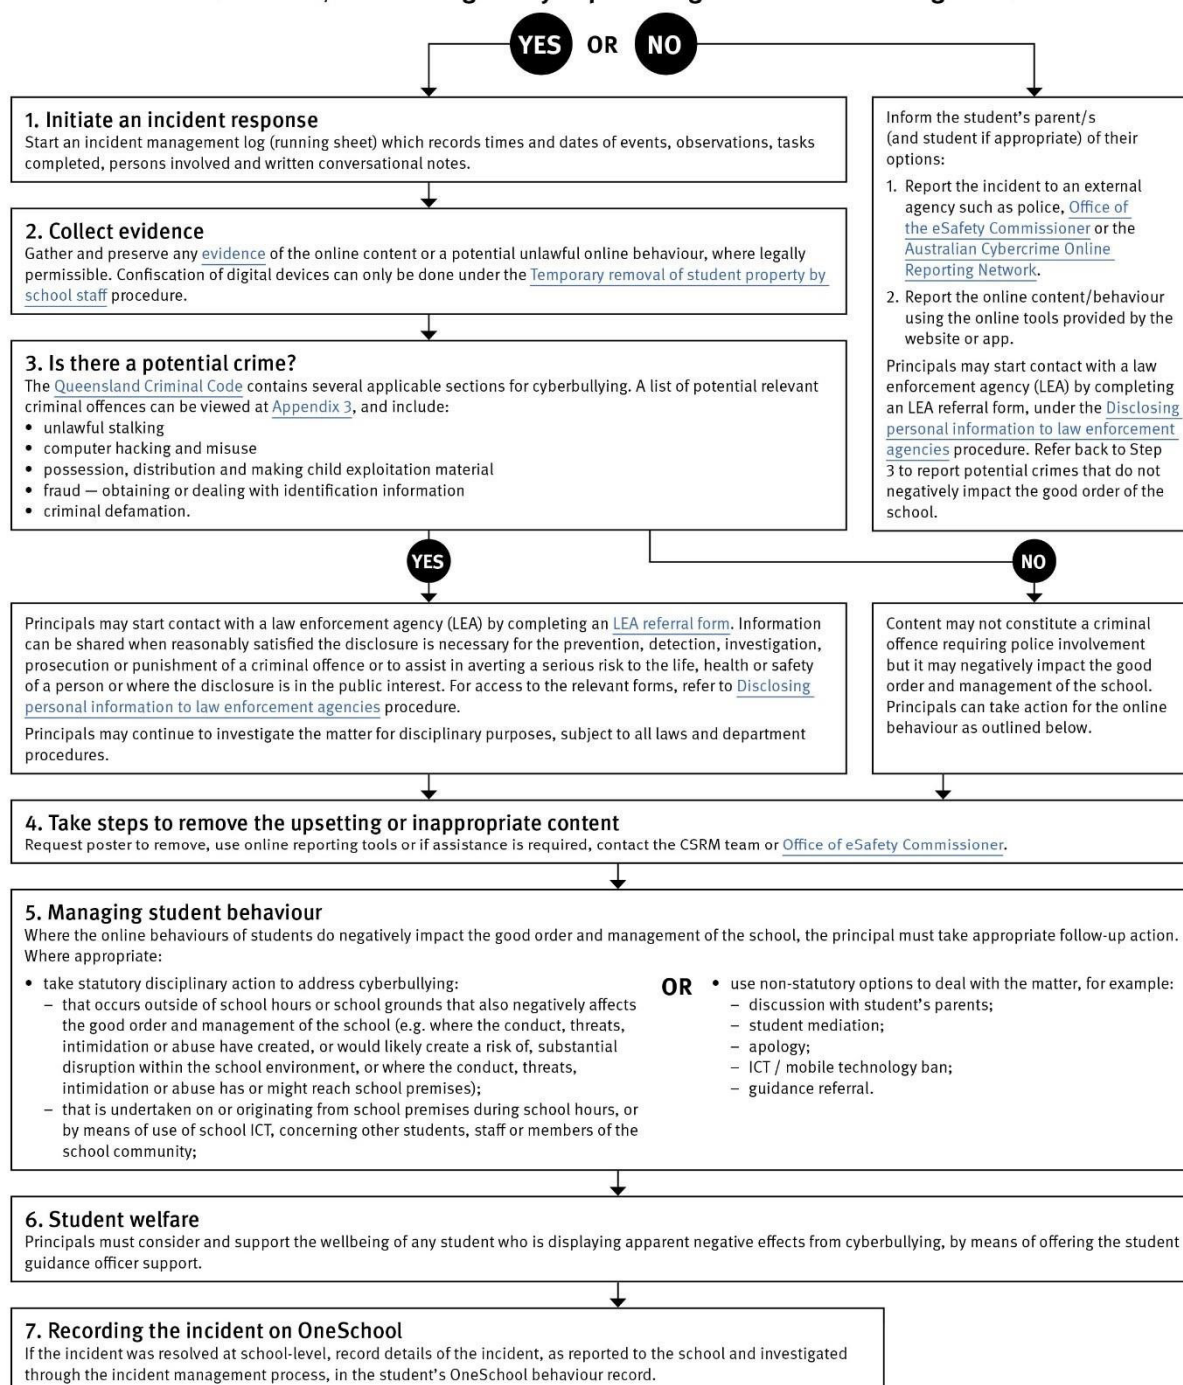 YES OR NO
1. Initiate an incident response
Start an incident management log (running sheet) which records times and dates of events, observations, tasks
completed, persons involved and written conversational notes.
2. Collect evidence
Gather and preserve any evidence of the online content or a potential unlawful online behaviour, where legally
permissible. Confiscation of digital devices can only be done under the Temporary removal of student property by
school staff procedure.
3. Is there a potential crime?
The Queensland Criminal Code contains several applicable sections for cyberbullying. A list of potential relevant
criminal offences can be viewed at Appendix 3, and include:
• unlawful stalking
• computer hacking and misuse
• possession, distribution and making child exploitation material
• fraud — obtaining or dealing with identification information
• criminal defamation.
Inform the student's parent/s
(and student if appropriate) of their
options:
1. Report the incident to an external
agency such as police, Office of
the eSafety Commissioner or the
Australian Cybercrime Online
Reporting Network.
2. Report the online content/behaviour
using the online tools provided by the
website or app.
Principals may start contact with a law
enforcement agency (LEA) by completing
an LEA referral form, under the Disclosing
personal information to law enforcement
agencies procedure. Refer back to Step
3 to report potential crimes that do not
negatively impact the good order of the
school.
YES
NO
Principals may start contact with a law enforcement agency (LEA) by completing an LEA referral form. Information
can be shared when reasonably satisfied the disclosure is necessary for the prevention, detection, investigation,
prosecution or punishment of a criminal offence or to assist in averting a serious risk to the life, health or safety
of a person or where the disclosure is in the public interest. For access to the relevant forms, refer to Disclosing
personal information to law enforcement agencies procedure.
Principals may continue to investigate the matter for disciplinary purposes, subject to all laws and department
procedures.
Content may not constitute a criminal
offence requiring police involvement
but it may negatively impact the good
order and management of the school.
Principals can take action for the online
behaviour as outlined below.
4. Take steps to remove the upsetting or inappropriate content
Request poster to remove, use online reporting tools or if assistance is required, contact the CSRM team or Office of eSafety Commissioner.
5. Managing student behaviour
Where the online behaviours of students do negatively impact the good order and management of the school, the principal must take appropriate follow-up action.
Where appropriate:
• take statutory disciplinary action to address cyberbullying:
– that occurs outside of school hours or school grounds that also negatively affects
the good order and management of the school (e.g. where the conduct, threats,
intimidation or abuse have created, or would likely create a risk of, substantial
disruption within the school environment, or where the conduct, threats,
intimidation or abuse has or might reach school premises);
– that is undertaken on or originating from school premises during school hours, or
by means of use of school ICT, concerning other students, staff or members of the
school community;
OR
• use non-statutory options to deal with the matter, for example:
– discussion with student's parents;
– student mediation;
– apology;
– ICT / mobile technology ban;
– guidance referral.
6. Student welfare
Principals must consider and support the wellbeing of any student who is displaying apparent negative effects from cyberbullying, by means of offering the student
guidance officer support.
7. Recording the incident on OneSchool
If the incident was resolved at school-level, record details of the incident, as reported to the school and investigated
through the incident management process, in the student's OneSchool behaviour record.